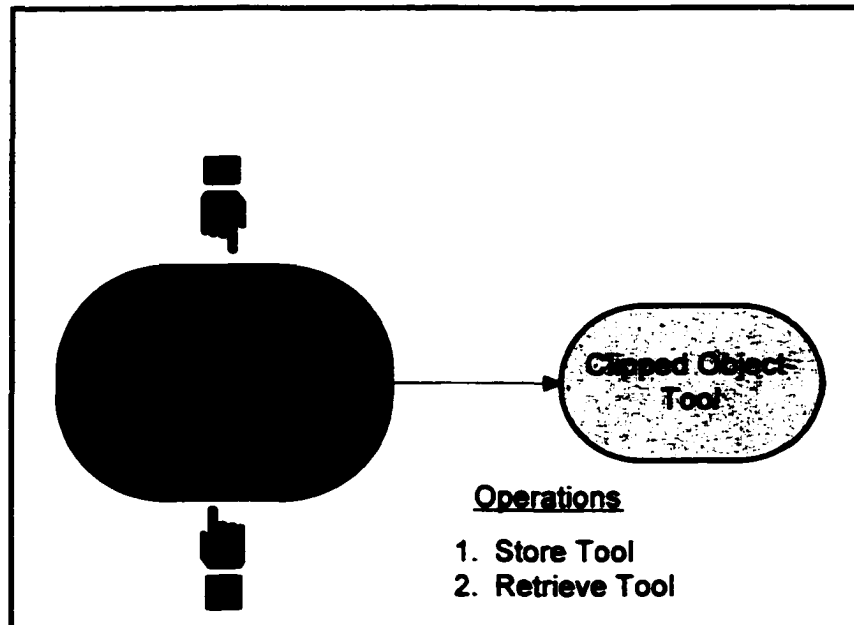 Clipped Object
Tool
Operations
1. Store Tool
2. Retrieve Tool